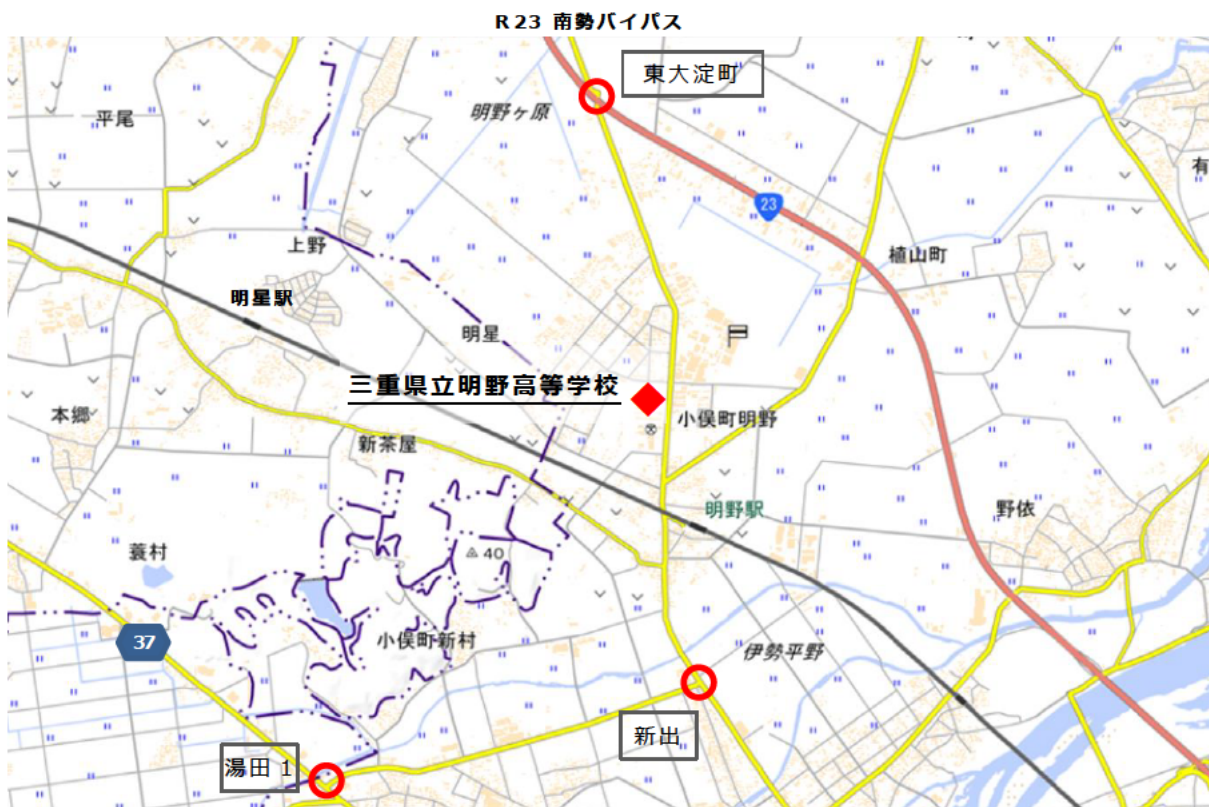 R23 南勢バイパス
東大淀町
明野ヶ原
平尾
有
23
上野
植山町
明星駅
明星
三重県立明野高等学校
本郷
小俣町明野
新茶屋
明野駅
野依
40
蓑村
37
小俣町新村
伊勢平野
新出
湯田 1